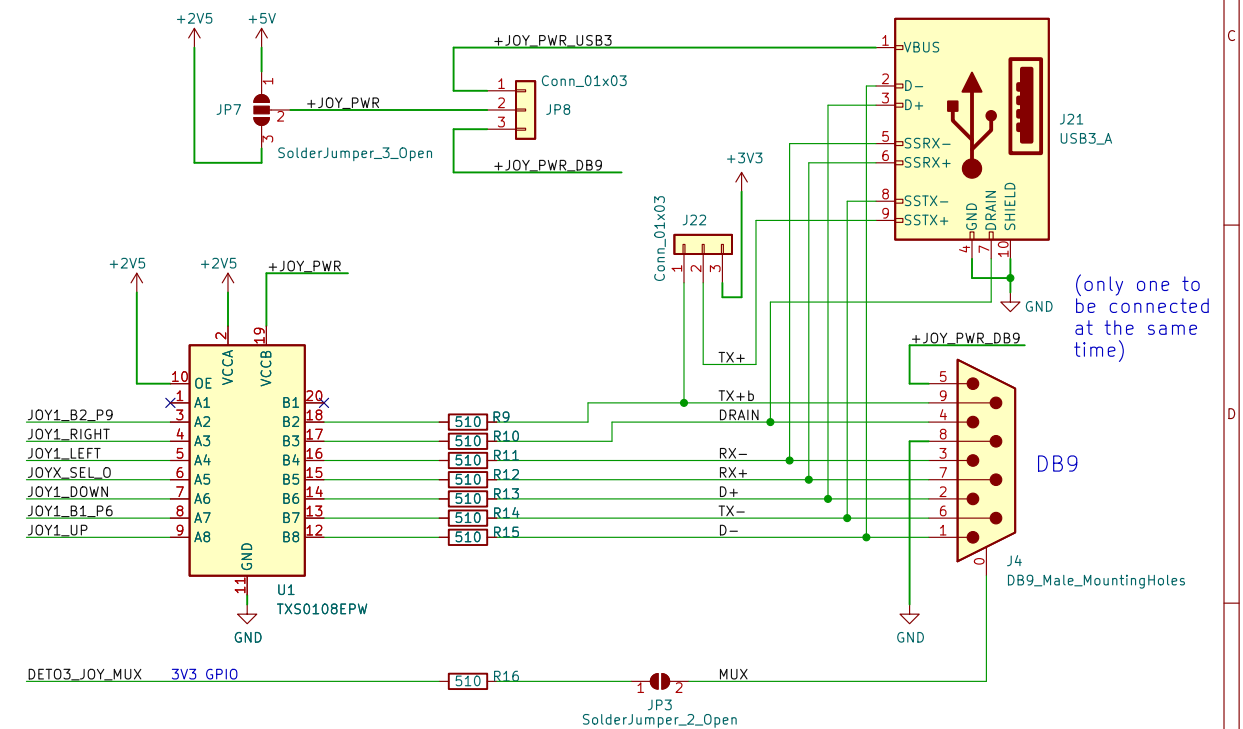 +2V5
+5V
C
+JOY_PWR_USB3
1
VBUS
1
Conn_01x03
1
2
D-
JP7
+JOY_PWR
2
JP8
3
D+
2
3
J21
USB3_A
3
SolderJumper_3_Open
5
SSRX-
6
SSRX+
+JOY_PWR_DB9
+3V3
8
SSTX-
9
SSTX+
GND
DRAIN
SHIELD
4
7
10
Conn_01x03
J22
1
2
3
+2V5
+2V5
+JOY_PWR
(only one to
be connected
at the same
time)
GND
2
19
VCCA
VCCB
+JOY_PWR_DB9
TX+
10
OE
5
1
A1
B1
20
TX+b
9
JOY1_B2_P9
3
A2
B2
18
510
R9
DRAIN
4
JOY1_RIGHT
4
A3
B3
17
510
R10
8
D
JOY1_LEFT
5
A4
B4
16
510
R11
RX-
3
DB9
JOYX_SEL_O
6
A5
B5
15
510
R12
RX+
7
JOY1_DOWN
7
A6
B6
14
510
R13
D+
2
JOY1_B1_P6
8
A7
B7
13
510
R14
TX-
6
JOY1_UP
9
A8
B8
12
510
R15
D-
1
GND
11
0
J4
DB9_Male_MountingHoles
U1
TXS0108EPW
GND
GND
DETO3_JOY_MUX
3V3 GPIO
510
R16
1
2
MUX
JP3
SolderJumper_2_Open